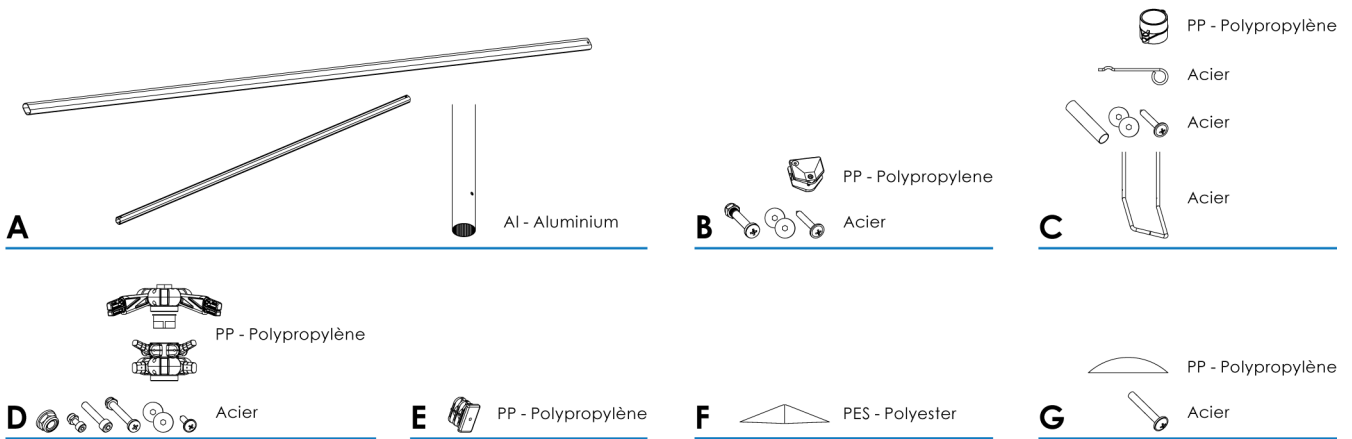 A
Al - Aluminium
B
PP - Polypropylene
Acier
C
PP - Polypropylène
Acier
Acier
Acier
D
PP - Polypropylène
Acier
E
PP - Polypropylène
F
PES - Polyester
G
PP - Polypropylène
Acier